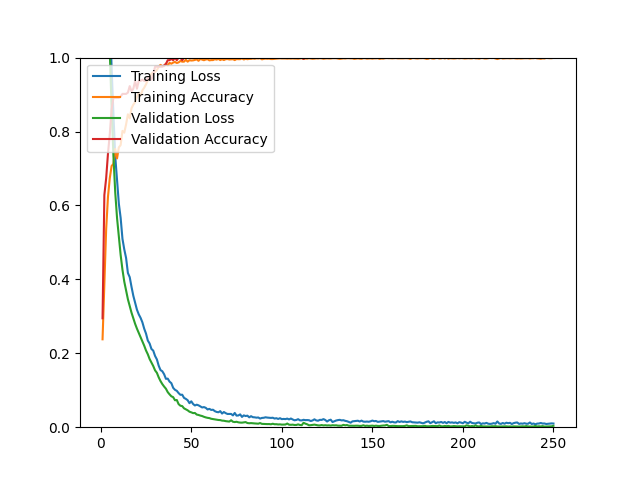 1.0
0.8
0.6
0.4
0.2
0.0
Training Loss
Training Accuracy
Validation Loss
Validation Accuracy
0 50 100 150 200 250